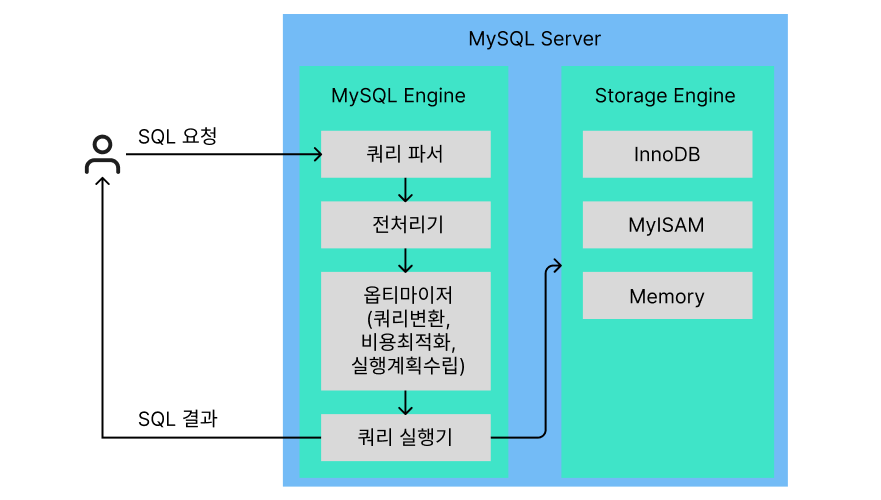 MySQL Server
MySQL Engine
Storage Engine
SQL 요청
쿼리 파서
InnoDB
전처리기
MyISAM
옵티마이저
(쿼리변환,
비용최적화,
실행계획수립)
Memory
SQL 결과
쿼리 실행기